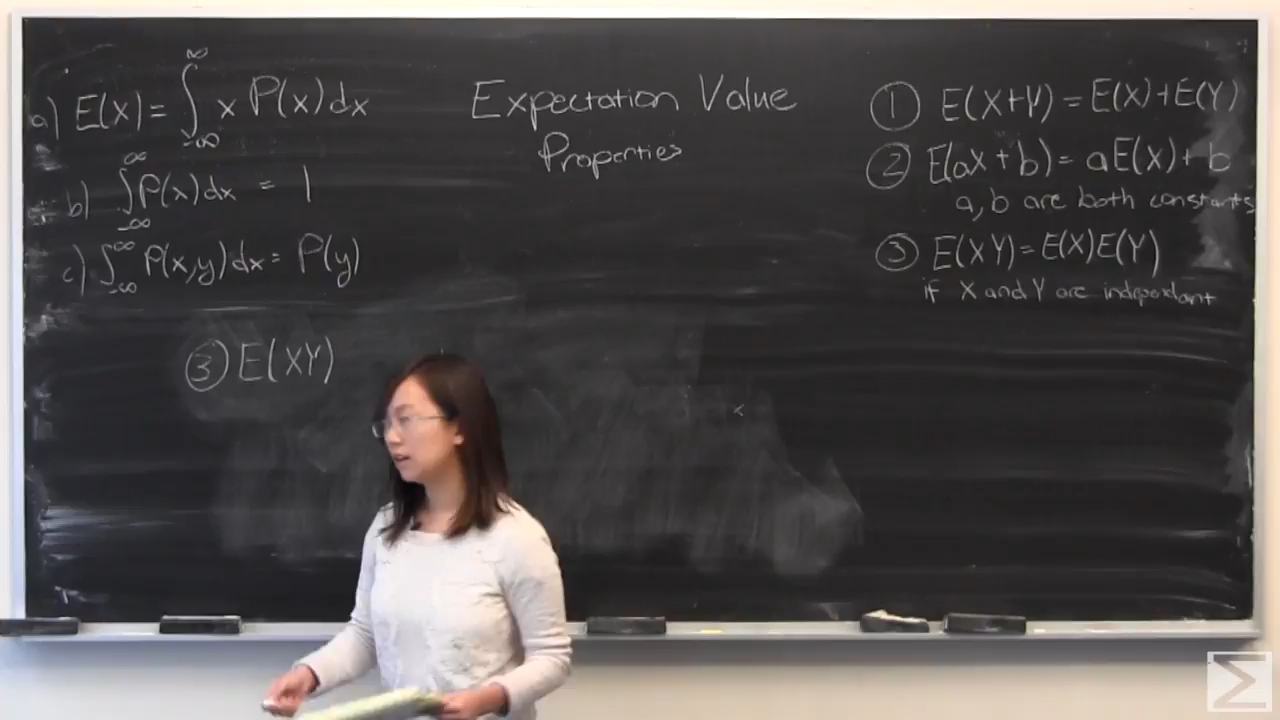 a) E(X) = ∫_{-∞}^{∞} x P(x) dx
b) ∫_{-∞}^{∞} P(x) dx = 1
c) ∫_{-∞}^{∞} P(x,y) dx = P(y)
③ E(XY)
Expectation Value
Properties
① E(X+Y) = E(X)+E(Y)
② E(aX+b) = aE(X)+b
a, b are both constants
③ E(XY)=E(X)E(Y)
if X and Y are independant
Σ